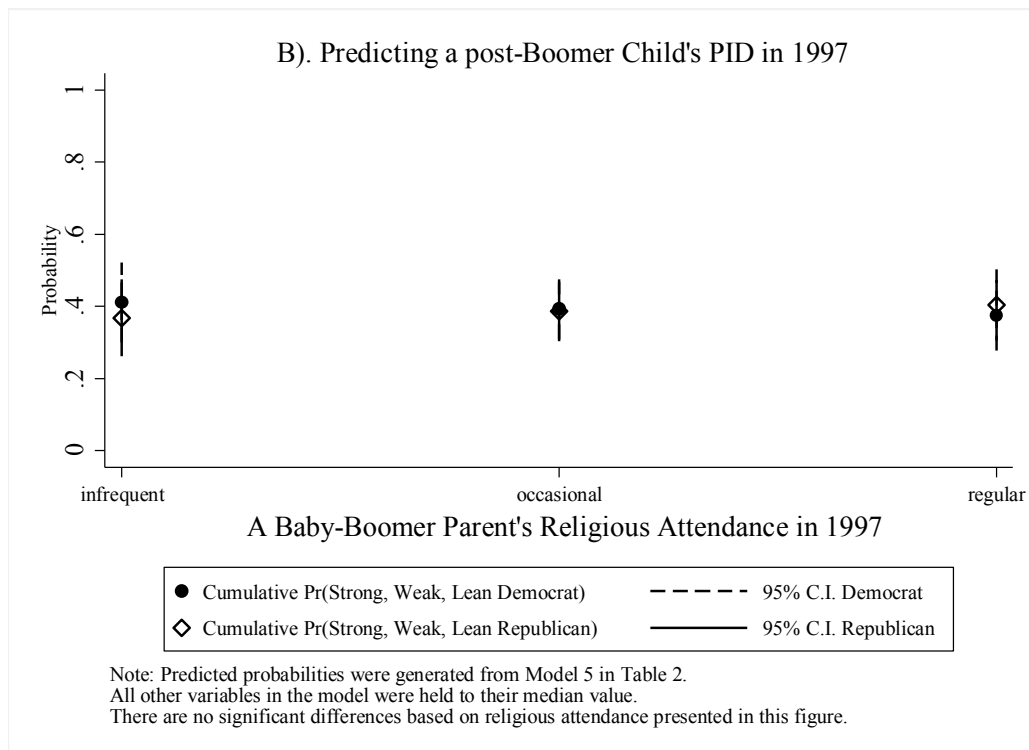 B). Predicting a post-Boomer Child's PID in 1997
1
.8
.6
.4
.2
0
Probability
infrequent occasional regular
A Baby-Boomer Parent's Religious Attendance in 1997
Cumulative Pr(Strong, Weak, Lean Democrat) 95% C.I. Democrat
Cumulative Pr(Strong, Weak, Lean Republican) 95% C.I. Republican
Note: Predicted probabilities were generated from Model 5 in Table 2.
All other variables in the model were held to their median value.
There are no significant differences based on religious attendance presented in this figure.